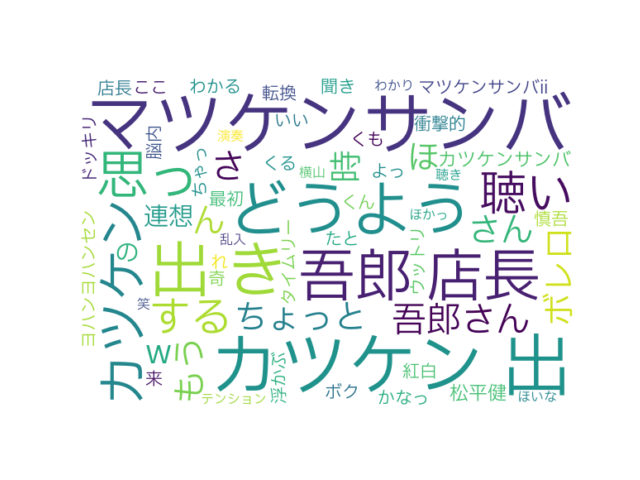 店長 ここ わかる 転換 聞き わかり マツケンサンバii
マツケンサンバ
ドッキリ 脳内 演奏 いい くも 衝撃的
思っ ちゃっ さ くる 時 ほ カツケンサンバ
横山 よっ 聴き
カツケン 連想 最初 ん どうよう くん ほかっ 聴い
の 乱入 たと さん 慎吾
ヨハンヨハンセン 出 き れ 奇 タイムリー 吾郎 店長 ウットリ ボレロ
笑 する ちょっと 吾郎さん
w もっ カツケン 出
来 浮かぶ 紅白
テンション ボク かなっ 松平健 ほいな